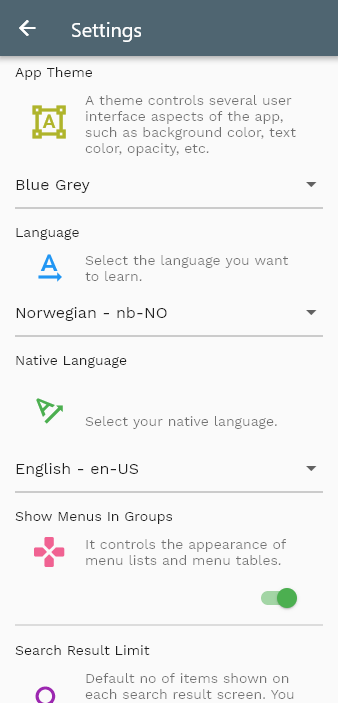 Settings
App Theme
A theme controls several user
interface aspects of the app,
such as background color, text
color, opacity, etc.
Blue Grey
Language
Select the language you want
to learn.
Norwegian - nb-NO
Native Language
Select your native language.
English - en-US
Show Menus In Groups
It controls the appearance of
menu lists and menu tables.
Search Result Limit
Default no of items shown on
each search result screen. You